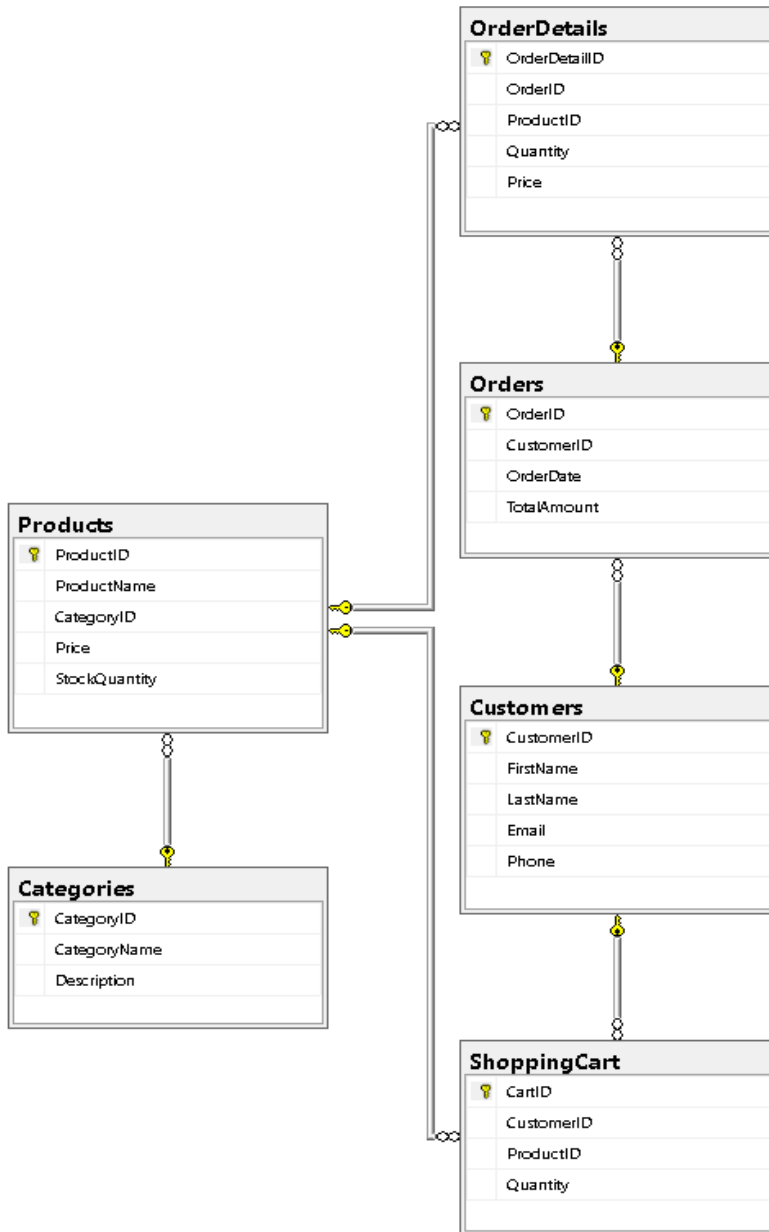 OrderDetails
OrderDetailID
OrderID
ProductID
Quantity
Price
Orders
OrderID
CustomerID
OrderDate
TotalAmount
Products
ProductID
ProductName
CategoryID
Price
StockQuantity
Customers
CustomerID
FirstName
LastName
Email
Phone
Categories
CategoryID
CategoryName
Description
ShoppingCart
CartID
CustomerID
ProductID
Quantity